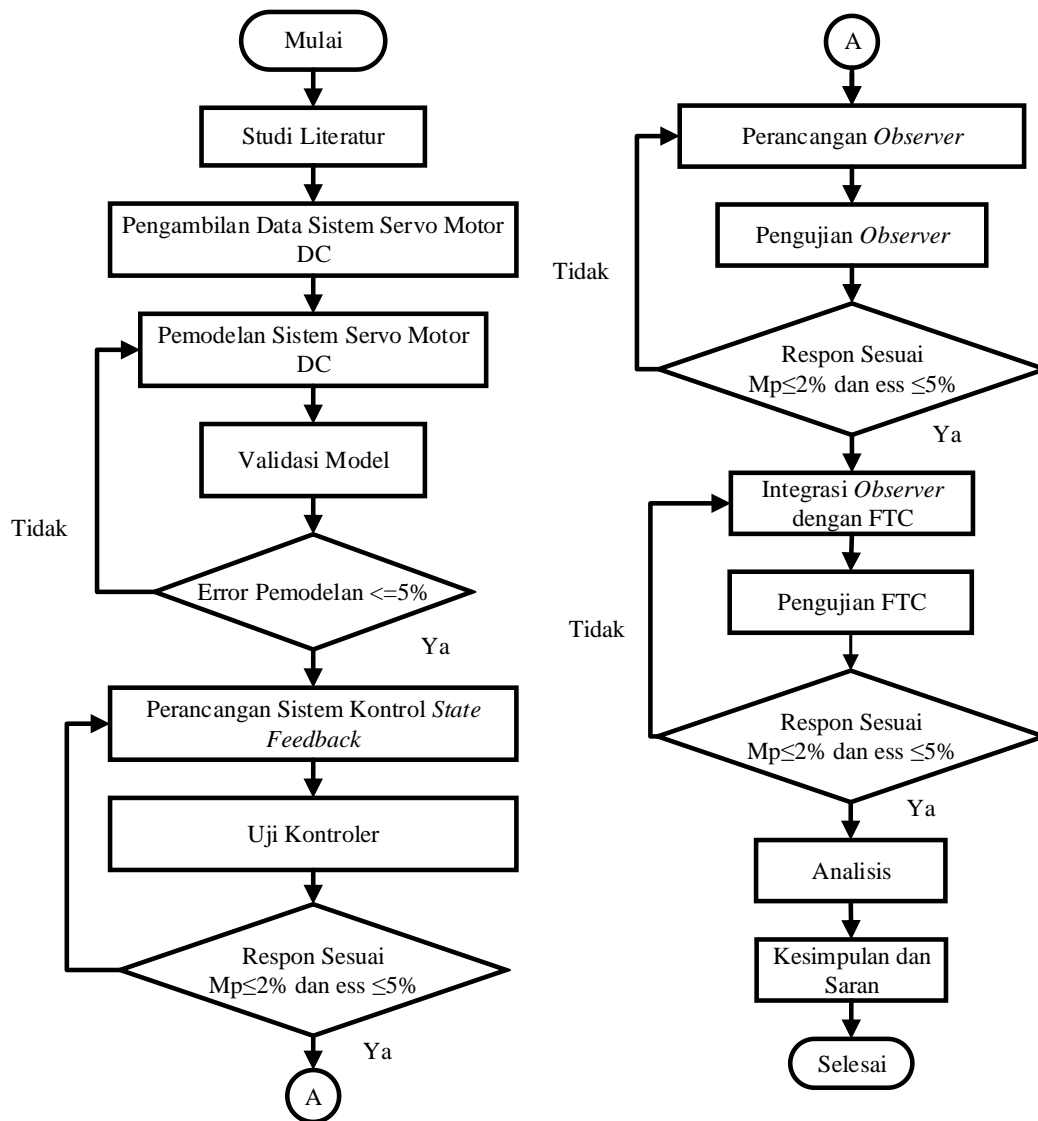 Mulai
Studi Literatur
Pengambilan Data Sistem Servo Motor
DC
Pemodelan Sistem Servo Motor
DC
Validasi Model
Tidak
Error Pemodelan <=5%
Ya
Perancangan Sistem Kontrol State
Feedback
Uji Kontroler
Respon Sesuai
Mp≤2% dan ess ≤5%
Ya
A
A
Perancangan Observer
Pengujian Observer
Tidak
Respon Sesuai
Mp≤2% dan ess ≤5%
Ya
Integrasi Observer
dengan FTC
Pengujian FTC
Tidak
Respon Sesuai
Mp≤2% dan ess ≤5%
Ya
Analisis
Kesimpulan dan
Saran
Selesai